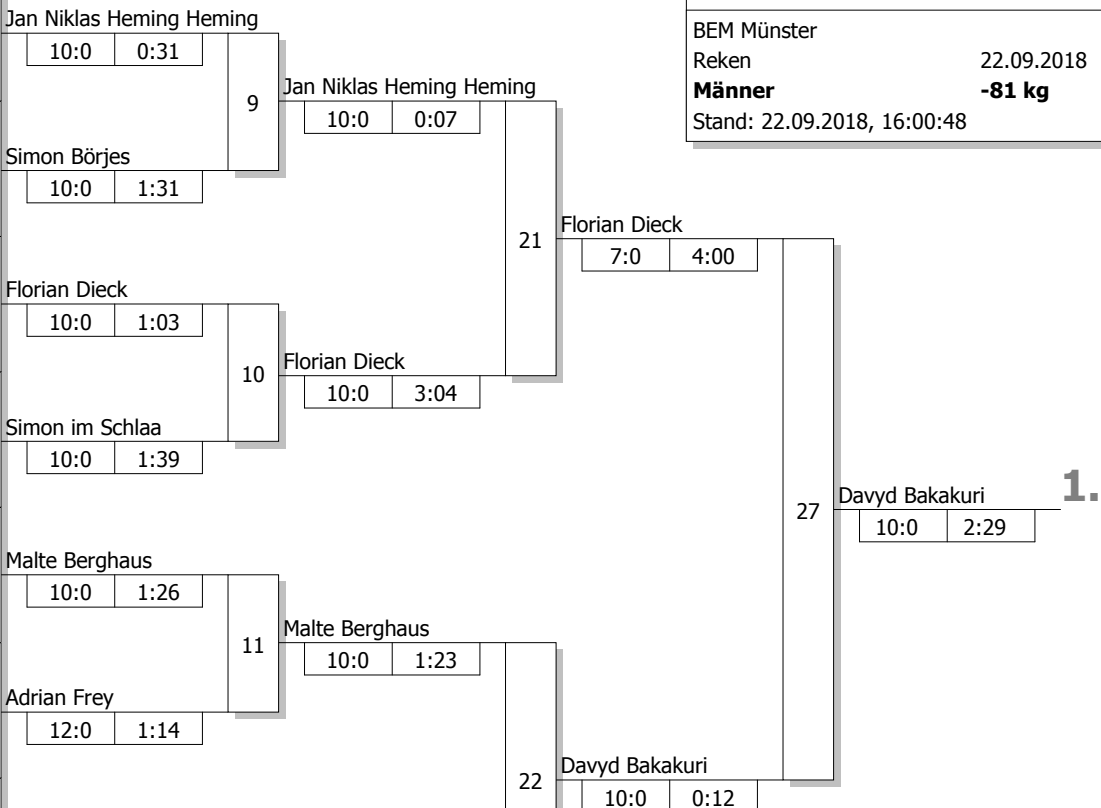 Jan Niklas Heming Heming
10:0 0:31
BEM Münster
Reken 22.09.2018
Männer -81 kg
Stand: 22.09.2018, 16:00:48
9
Jan Niklas Heming Heming
10:0 0:07
Simon Börjes
10:0 1:31
21
Florian Dieck
7:0 4:00
Florian Dieck
10:0 1:03
10
Florian Dieck
10:0 3:04
Simon im Schlaa
10:0 1:39
27
Davyd Bakakuri 1.
10:0 2:29
Malte Berghaus
10:0 1:26
11
Malte Berghaus
10:0 1:23
Adrian Frey
12:0 1:14
22
Davyd Bakakuri
10:0 0:12